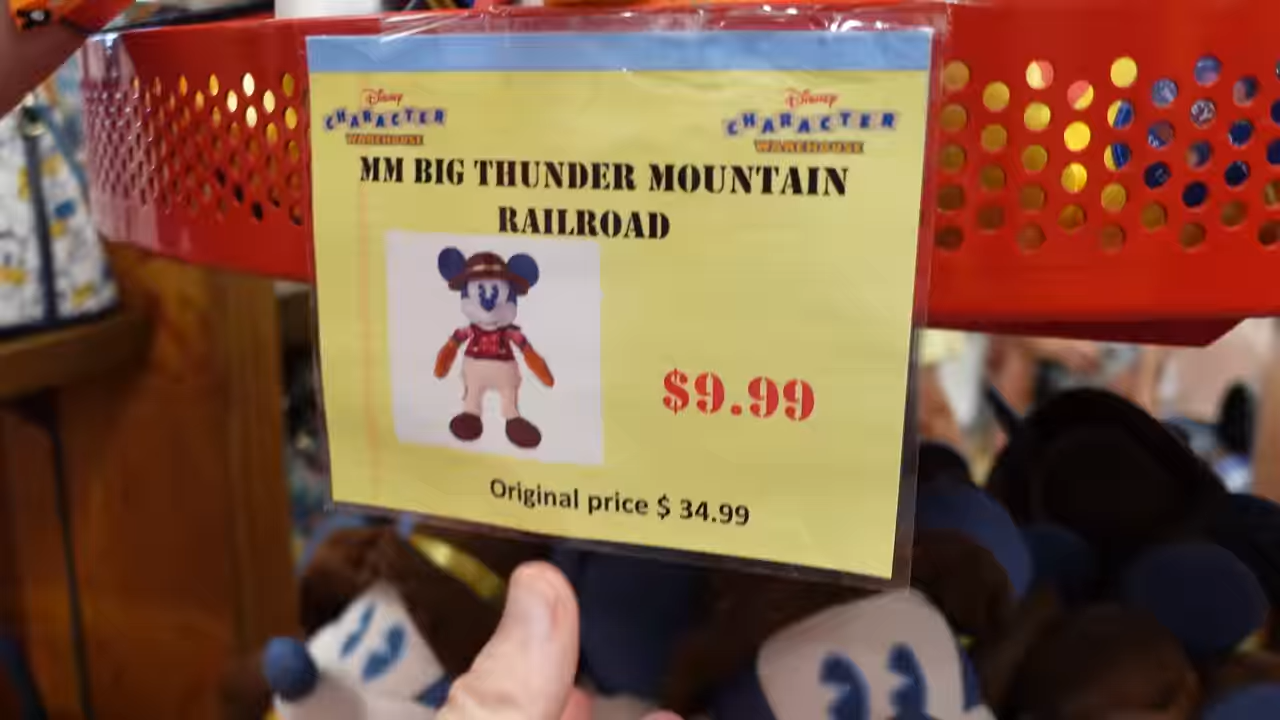 Disney
CHARACTER
WAREHOUSE
Disney
CHARACTER
WAREHOUSE
MM BIG THUNDER MOUNTAIN
RAILROAD
$9.99
Original price $ 34.99